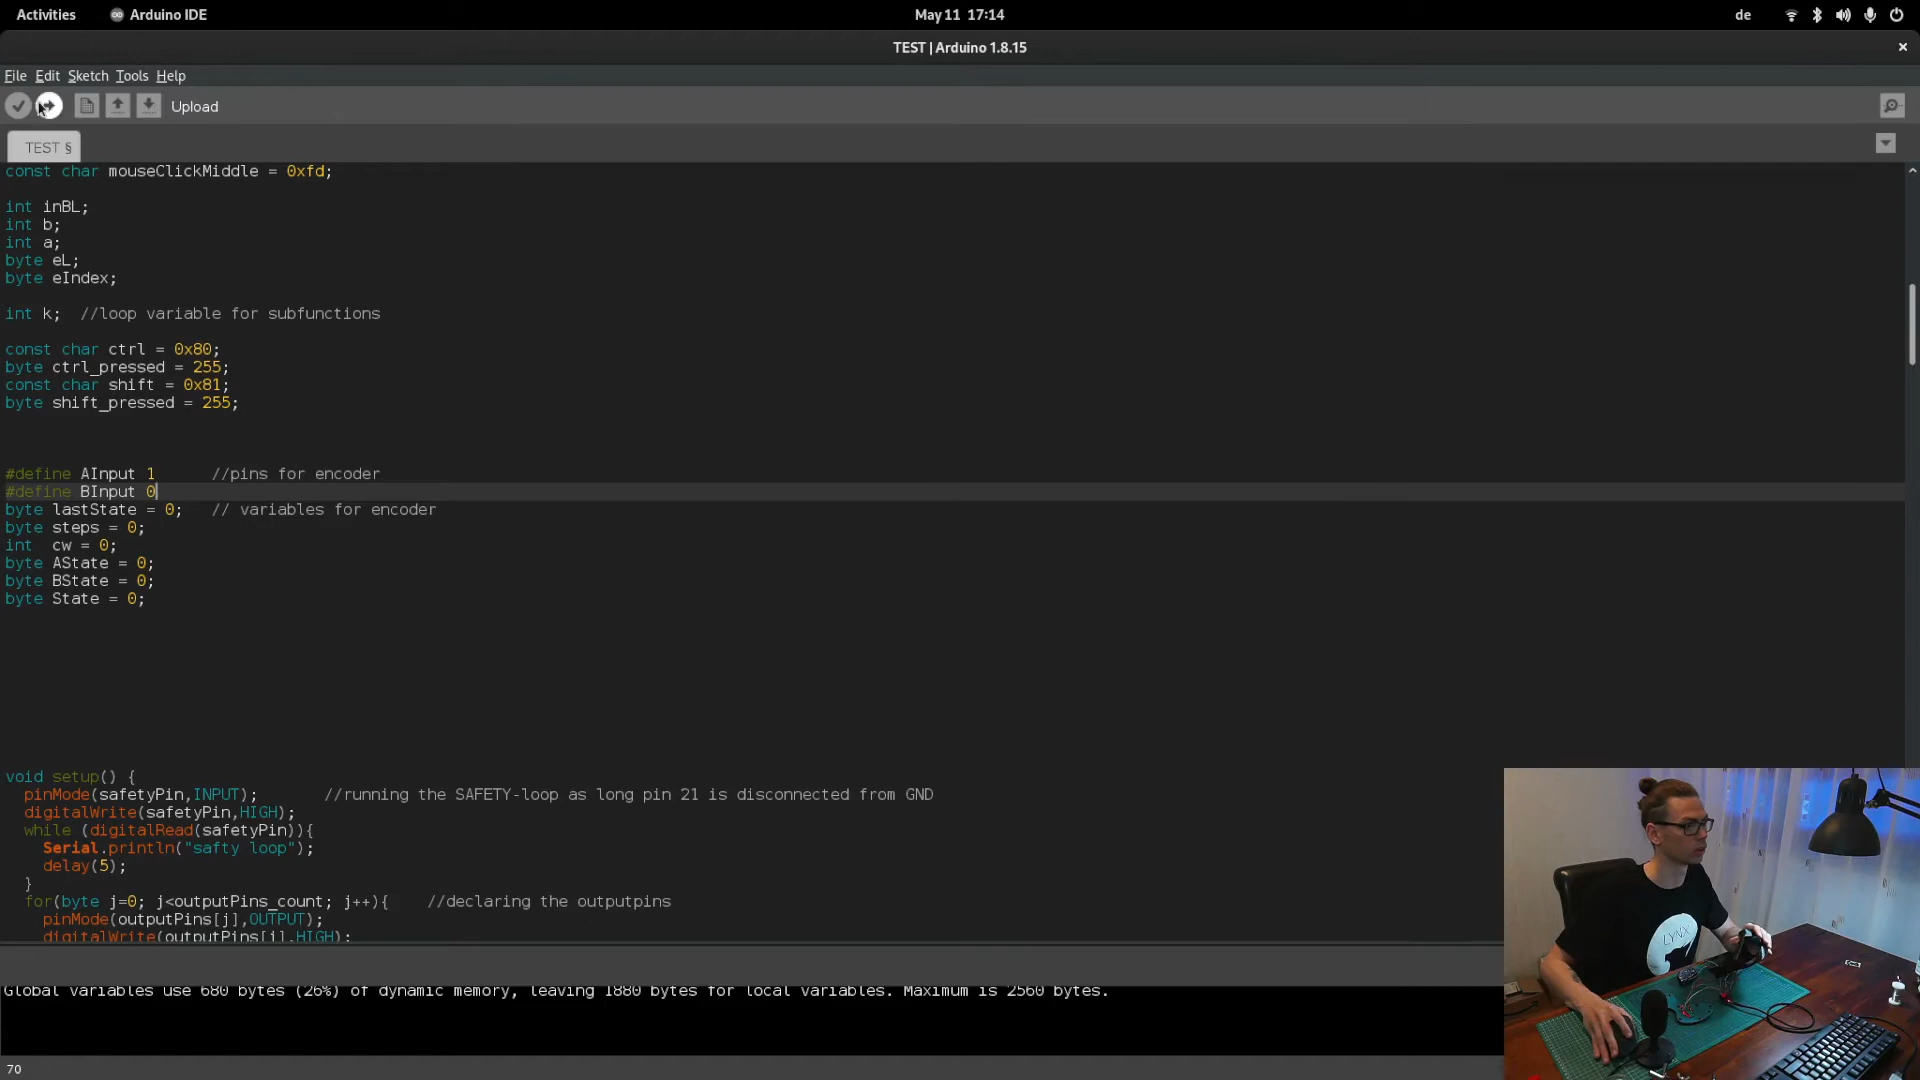 Activities Arduino IDE May 11 17:14 de
TEST | Arduino 1.8.15
File Edit Sketch Tools Help
Upload
TEST §
const char mouseClickMiddle = 0xfd;
int inBL;
int b;
int a;
byte eL;
byte eIndex;
int k;  //loop variable for subfunctions
const char ctrl = 0x80;
byte ctrl_pressed = 255;
const char shift = 0x81;
byte shift_pressed = 255;
#define AInput 1      //pins for encoder
#define BInput 0
byte lastState = 0;   // variables for encoder
byte steps = 0;
int  cw = 0;
byte AState = 0;
byte BState = 0;
byte State = 0;
void setup() {
pinMode(safetyPin,INPUT);       //running the SAFETY-loop as long pin 21 is disconnected from GND
digitalWrite(safetyPin,HIGH);
while (digitalRead(safetyPin)){
Serial.println("safty loop");
delay(5);
}
for(byte j=0; j<outputPins_count; j++){    //declaring the outputpins
pinMode(outputPins[j],OUTPUT);
digitalWrite(outputPins[j],HIGH);
Global variables use 680 bytes (26%) of dynamic memory, leaving 1880 bytes for local variables. Maximum is 2560 bytes.
LYNX
70